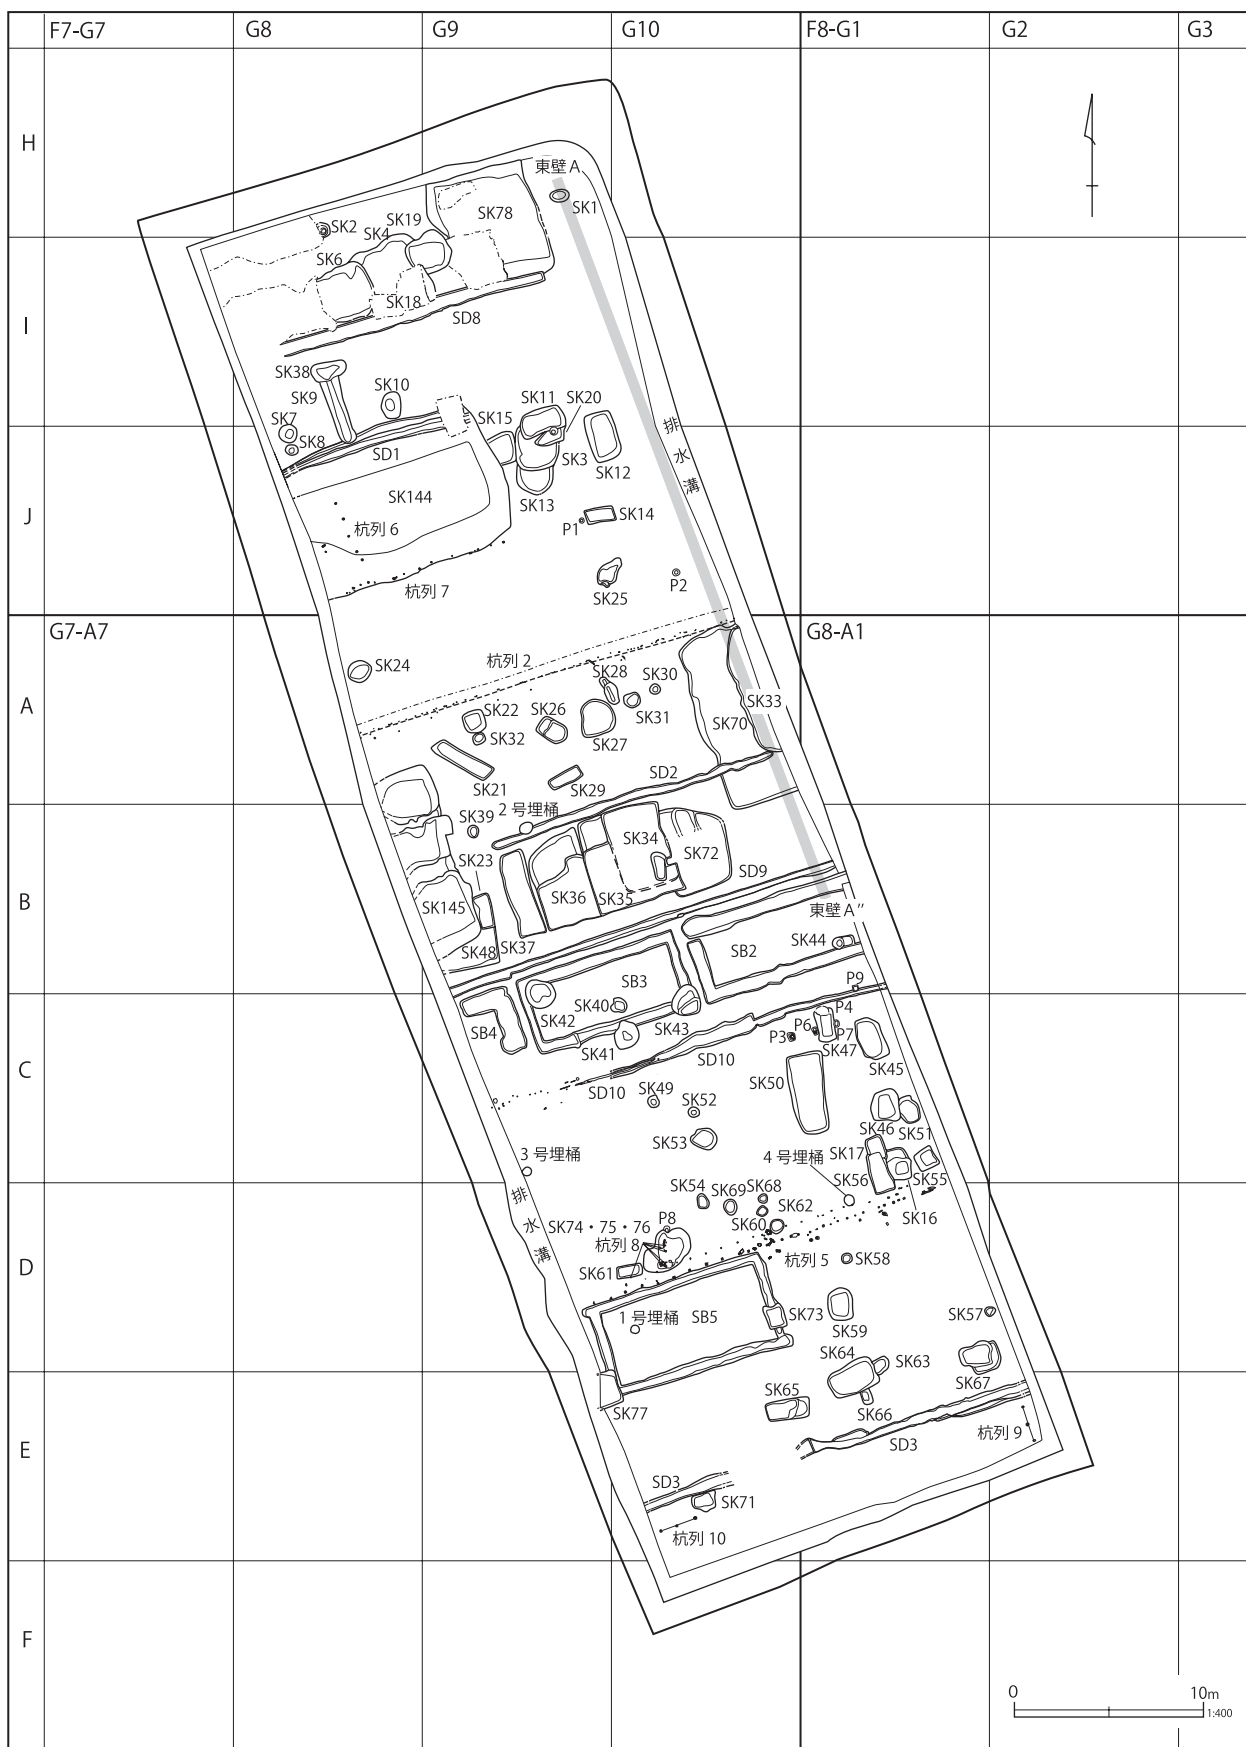 F7-G7 G8 G9 G10 F8-G1 G2 G3
H
東壁 A
SK1
SK78
SK19
SK2
SK4
SK6
SK18
I
SD8
SK38
SK9
SK10
SK11
SK20
SK7
SK15
SK8
SD1
SK3
SK12
排水溝
SK144
SK13
J
SK14
杭列 6
P1
杭列 7
SK25
P2
G7-A7
G8-A1
杭列 2
SK24
SK28
SK30
A
SK22
SK26
SK31
SK33
SK32
SK27
SK70
SK21
SK29
SD2
2 号埋桶
SK39
SK34
SK23
SK72
SD9
B
SK145
SK36
SK35
東壁 A″
SK48
SK37
SB2
SK44
SB3
P9
SK40
SB4
SK42
SK43
P4
P6
P3
P7
SK41
SK47
SD10
SK45
C
SK50
SD10
SK49
SK52
SK46
SK51
SK53
SK17
3 号埋桶
4 号埋桶
SK56
SK55
排水溝
SK54
SK69
SK68
SK16
SK74・75・76
P8
SK62
杭列 8
SK60
D
SK61
杭列 5
SK58
1 号埋桶
SB5
SK73
SK59
SK57
SK64
SK63
SK65
SK67
SK77
SK66
E
杭列 9
SD3
SD3
SK71
杭列 10
F
0 10m
1:400